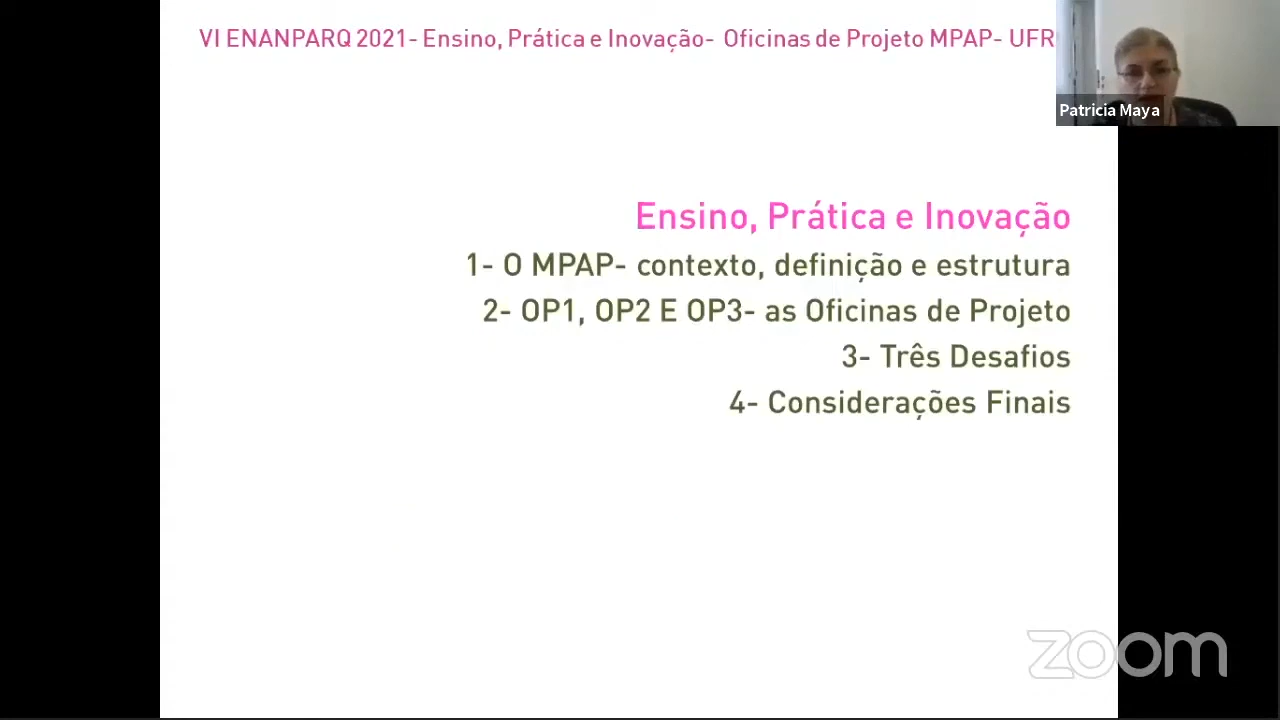 VI ENANPARQ 2021- Ensino, Prática e Inovação- Oficinas de Projeto MPAP- UFR
Patricia Maya
Ensino, Prática e Inovação
1- O MPAP- contexto, definição e estrutura
2- OP1, OP2 E OP3- as Oficinas de Projeto
3- Três Desafios
4- Considerações Finais
zoom